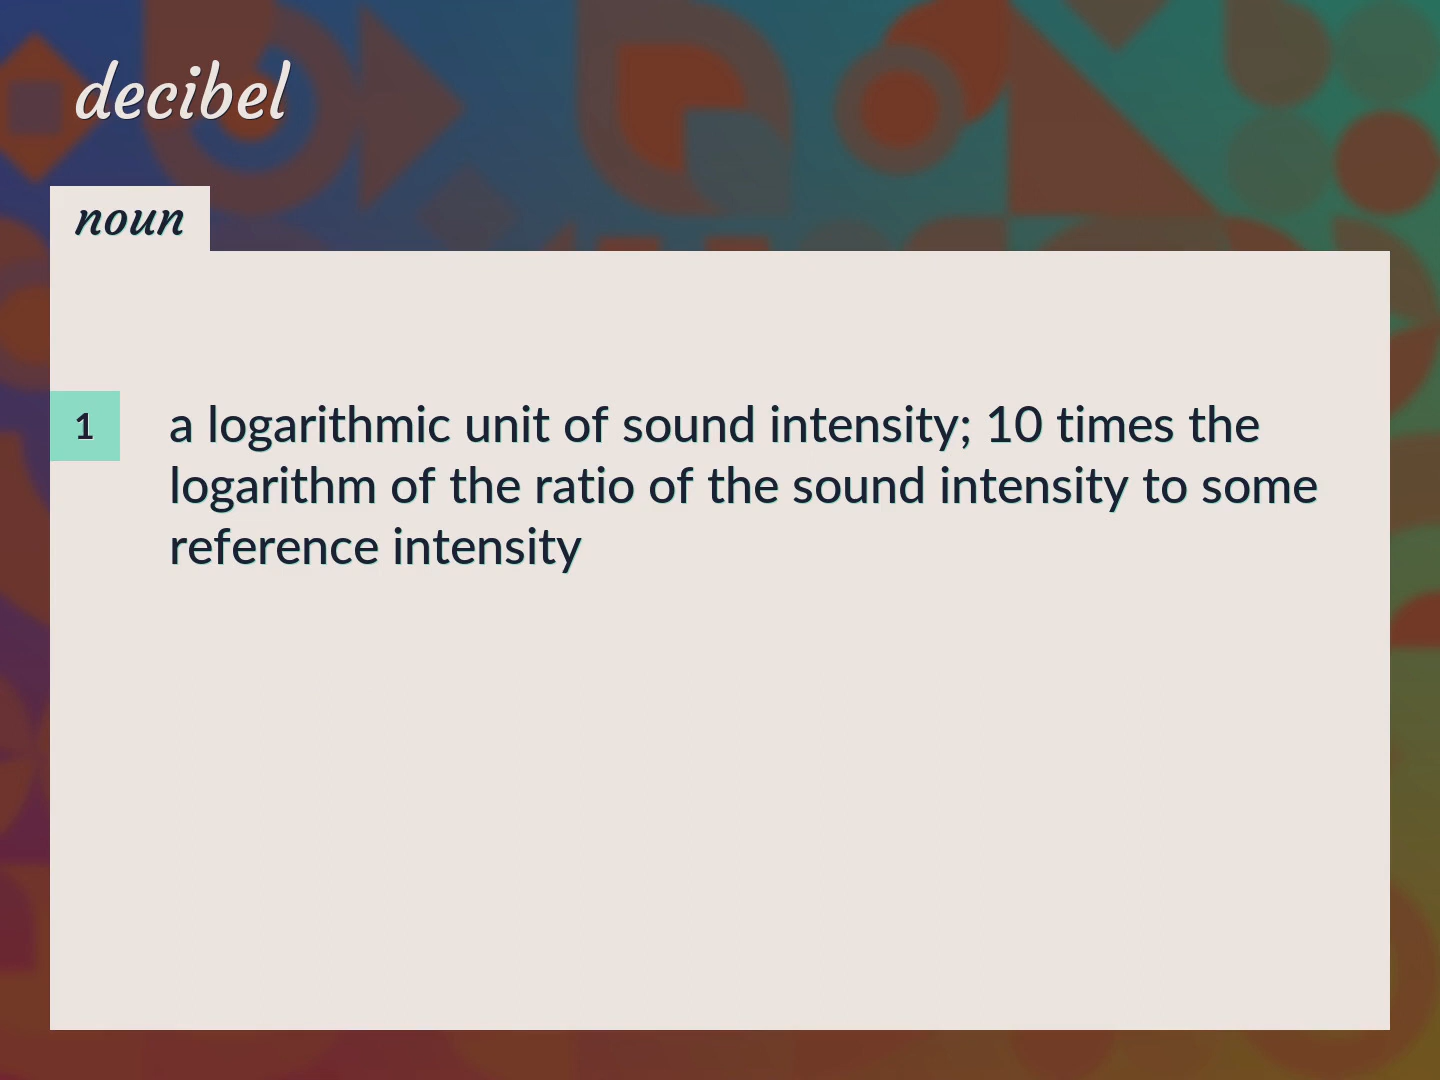 decibel
noun
1
a logarithmic unit of sound intensity; 10 times the
logarithm of the ratio of the sound intensity to some
reference intensity